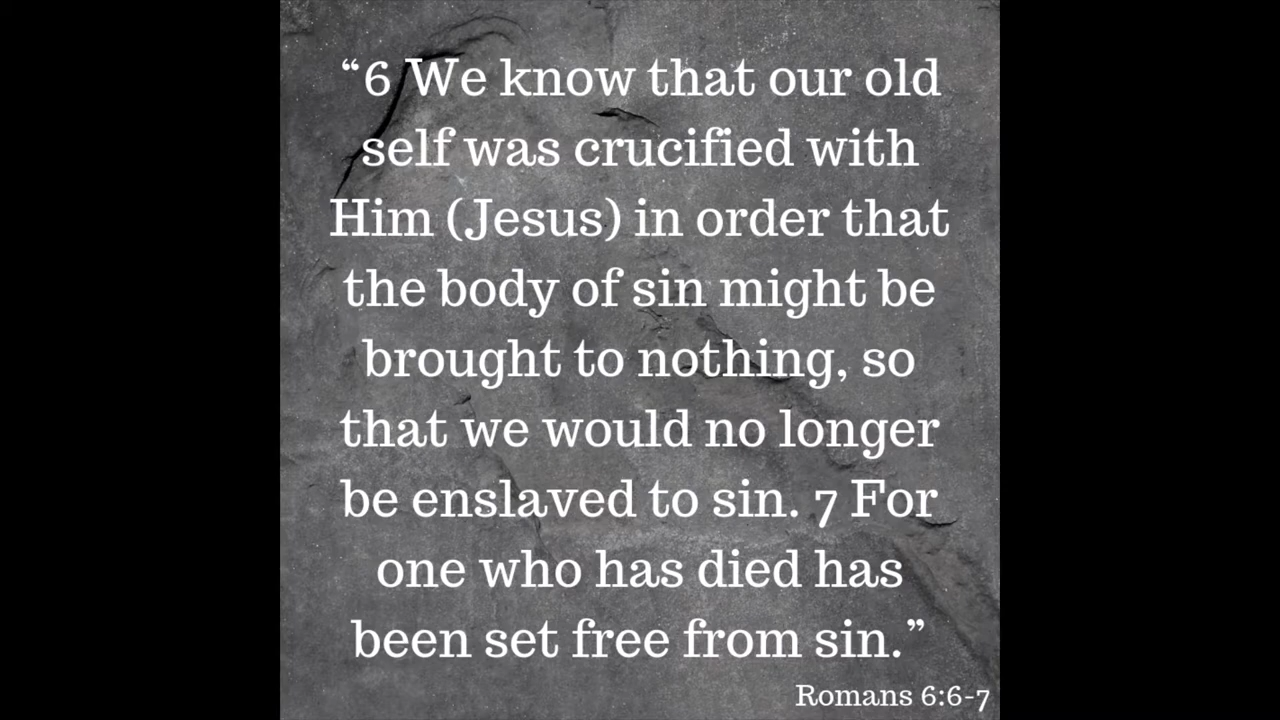 “6 We know that our old
self was crucified with
Him (Jesus) in order that
the body of sin might be
brought to nothing, so
that we would no longer
be enslaved to sin. 7 For
one who has died has
been set free from sin.”
Romans 6:6-7